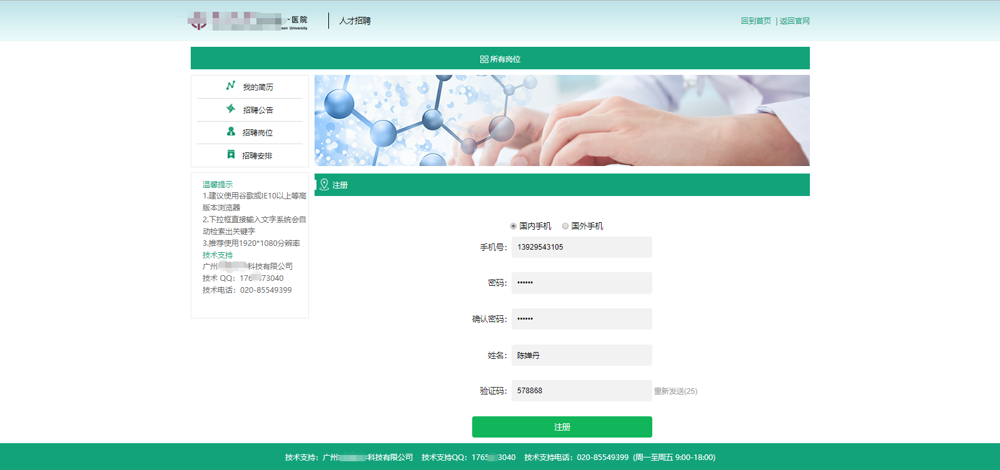 -医院
sen University
人才招聘
回到首页 | 返回官网
所有岗位
我的简历
招聘公告
招聘岗位
招聘安排
温馨提示
1.建议使用谷歌或IE10以上等高
版本浏览器
2.下拉框直接输入文字系统会自
动检索出关键字
3.推荐使用1920*1080分辨率
技术支持
广州 科技有限公司
技术 QQ：176 73040
技术电话：020-85549399
注册
国内手机 国外手机
手机号： 13929543105
密码： ••••••
确认密码： ••••••
姓名： 陈婵丹
验证码： 578868 重新发送(25)
注册
技术支持：广州 科技有限公司 技术支持QQ：1765 3040 技术支持电话：020-85549399 (周一至周五 9:00-18:00)